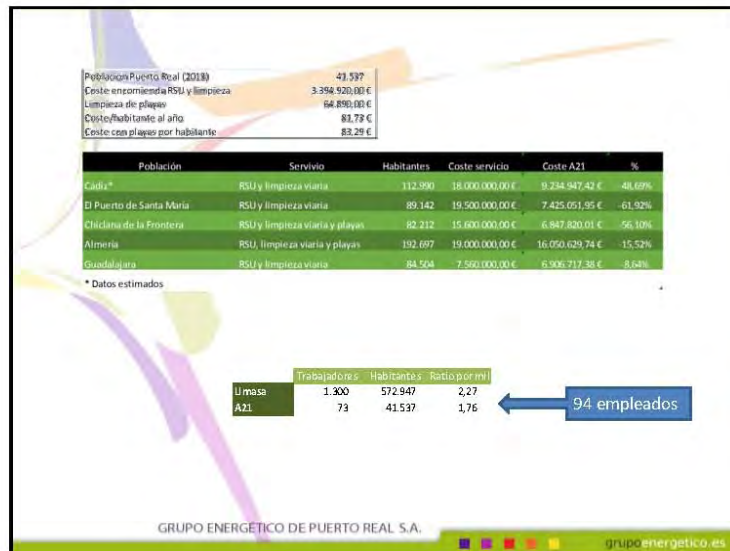 Poblacion Puerto Real (2013) 41.537
Coste encomienda RSU y limpieza 3.394.920,00 €
Limpieza de playas 64.890,00 €
Coste/habitante al año 81,73 €
Coste con playas por habitante 83,29 €
Población Servivio Habitantes Coste servicio Coste A21 %
Cádiz* RSU y limpieza viaria 112.990 18.000.000,00 € 9.234.947,42 € -48,69%
El Puerto de Santa María RSU y limpieza viaria 89.142 19.500.000,00 € 7.425.051,95 € -61,92%
Chiclana de la Frontera RSU y limpieza viaria y playas 82.212 15.600.000,00 € 6.847.820,01 € -56,10%
Almería RSU, limpieza viaria y playas 192.697 19.000.000,00 € 16.050.629,74 € -15,52%
Guadalajara RSU y limpieza viaria 84.504 7.560.000,00 € 6.906.717,38 € -8,64%
* Datos estimados
Trabajadores Habitantes Ratio por mil
Limasa 1.300 572.947 2,27
A21 73 41.537 1,76
94 empleados
GRUPO ENERGÉTICO DE PUERTO REAL S.A.
grupoenergetico.es